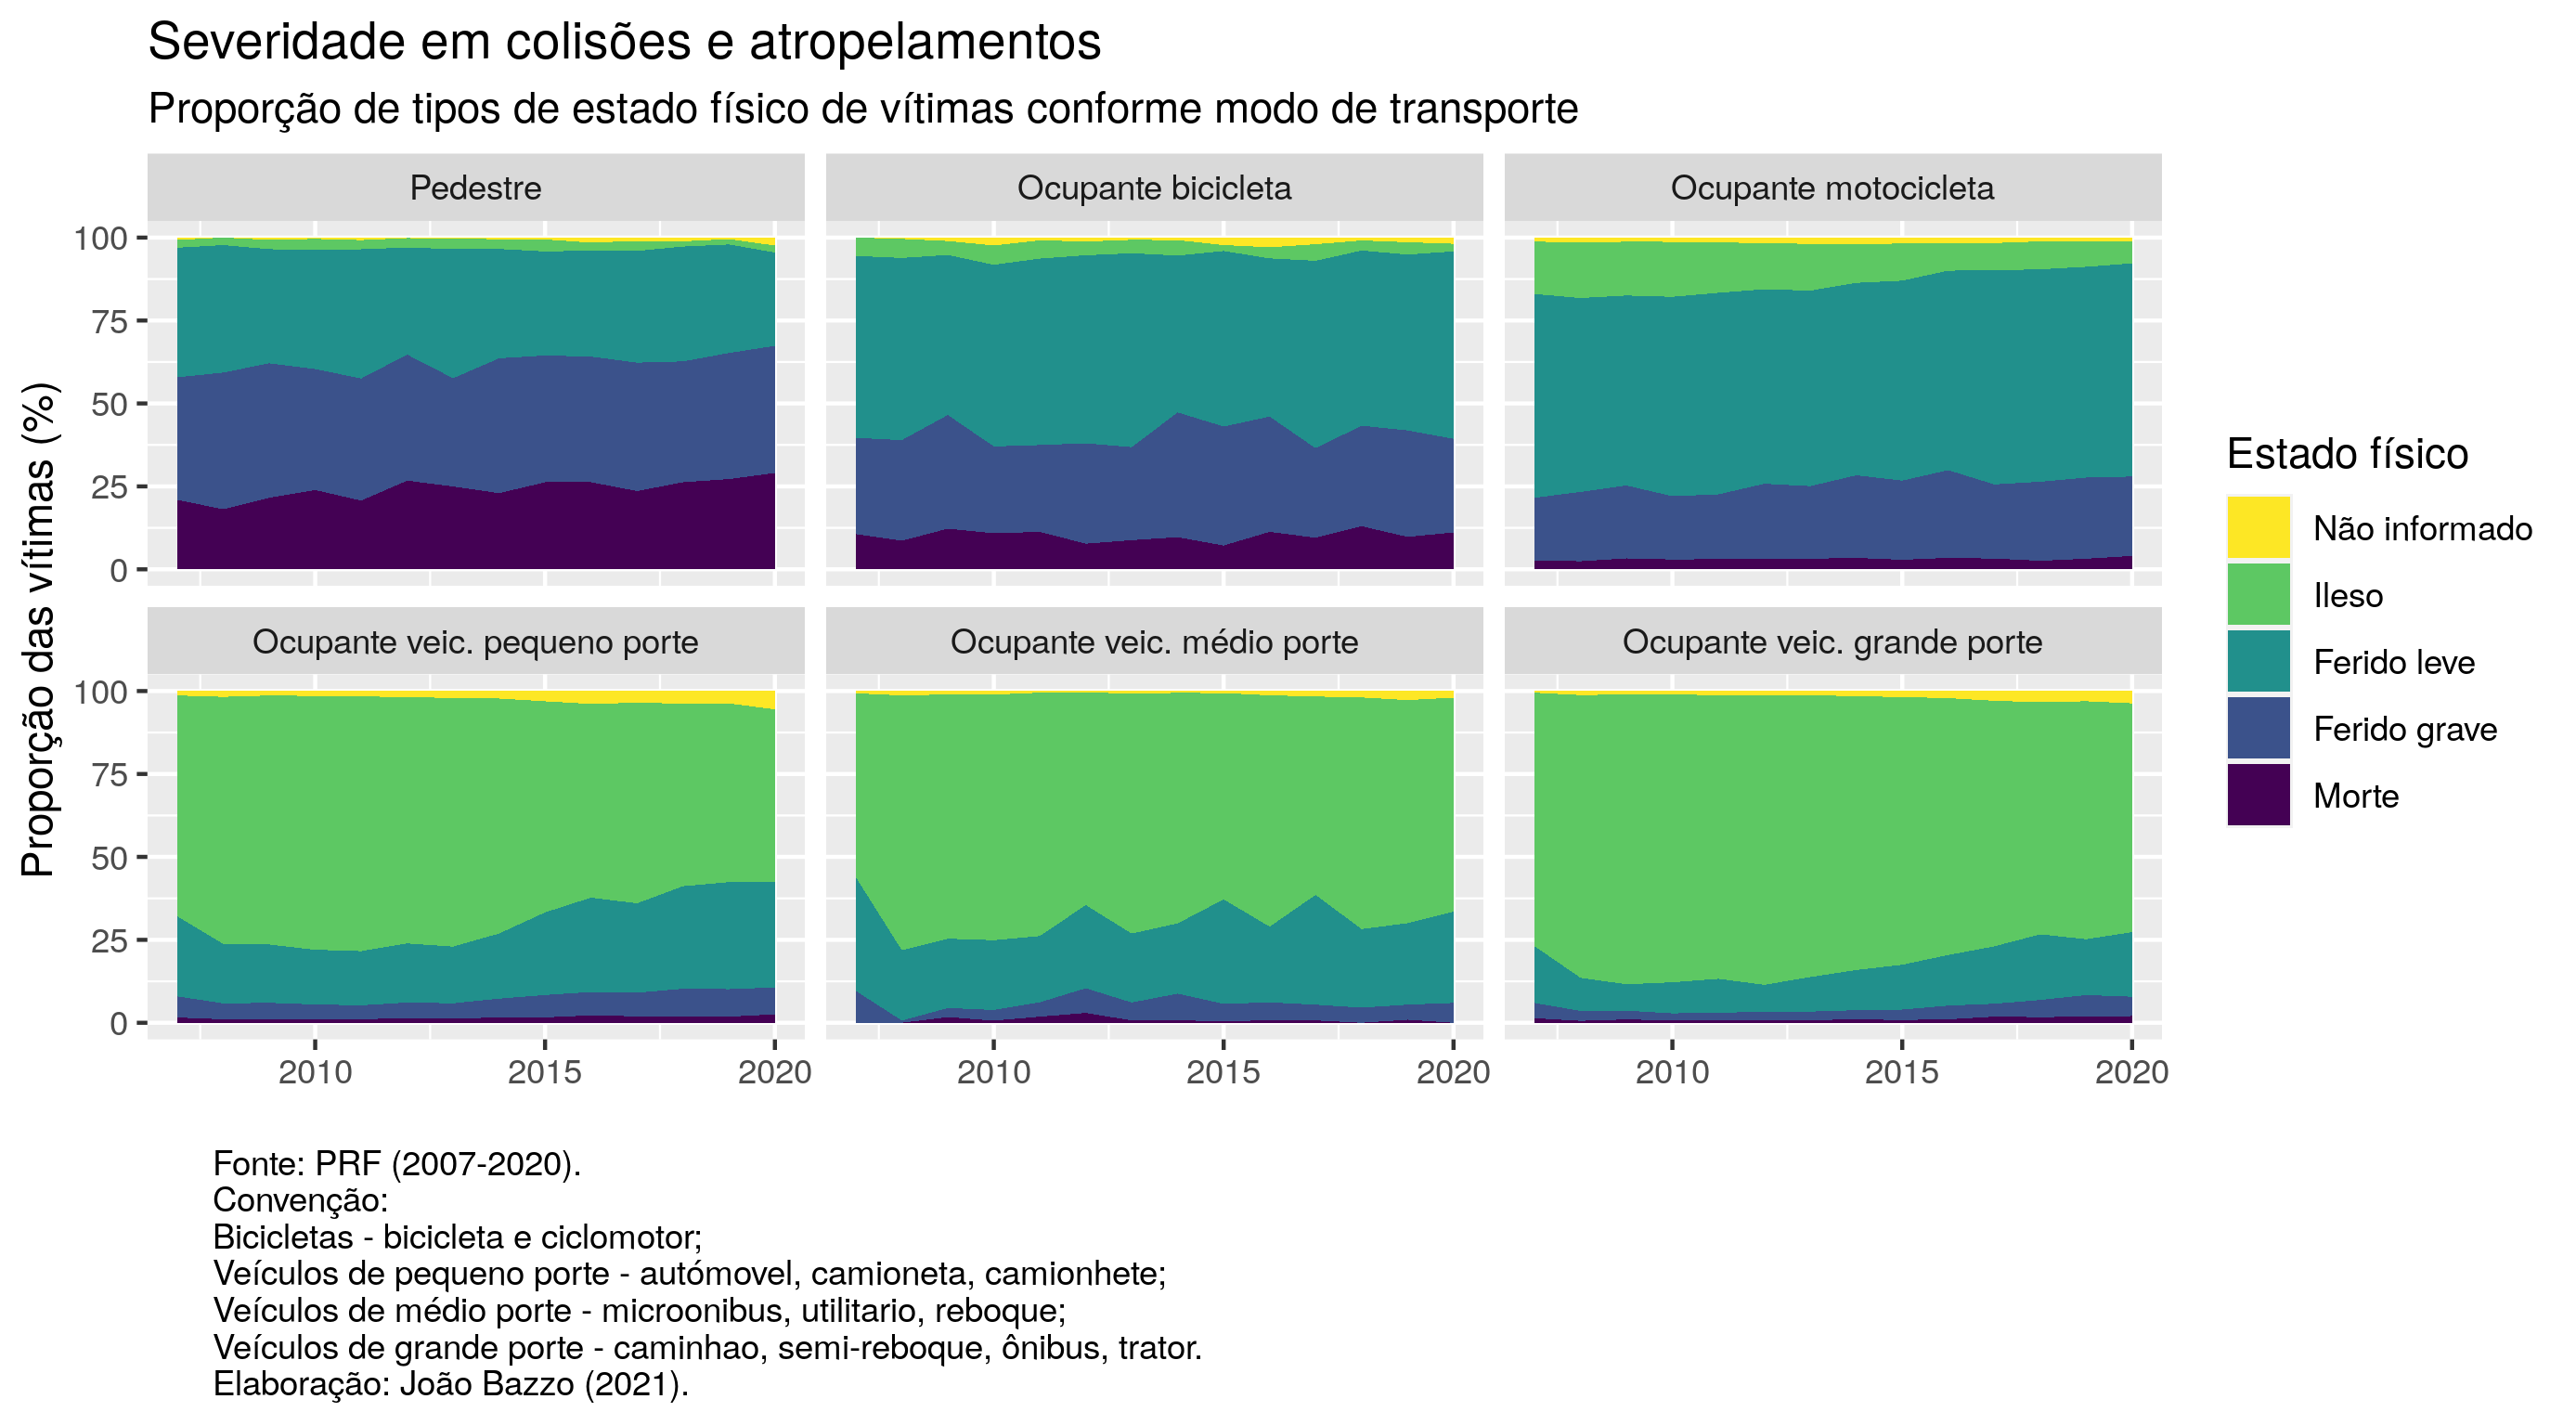 Severidade em colisões e atropelamentos
Proporção de tipos de estado físico de vítimas conforme modo de transporte
Pedestre
Ocupante bicicleta
Ocupante motocicleta
100
75
50
25
0
Ocupante veic. pequeno porte
Ocupante veic. médio porte
Ocupante veic. grande porte
100
75
50
25
0
2010
2015
2020
2010
2015
2020
2010
2015
2020
Proporção das vítimas (%)
Estado físico
Não informado
Ileso
Ferido leve
Ferido grave
Morte
Fonte: PRF (2007-2020).
Convenção:
Bicicletas - bicicleta e ciclomotor;
Veículos de pequeno porte - autómovel, camioneta, camionhete;
Veículos de médio porte - microonibus, utilitario, reboque;
Veículos de grande porte - caminhao, semi-reboque, ônibus, trator.
Elaboração: João Bazzo (2021).